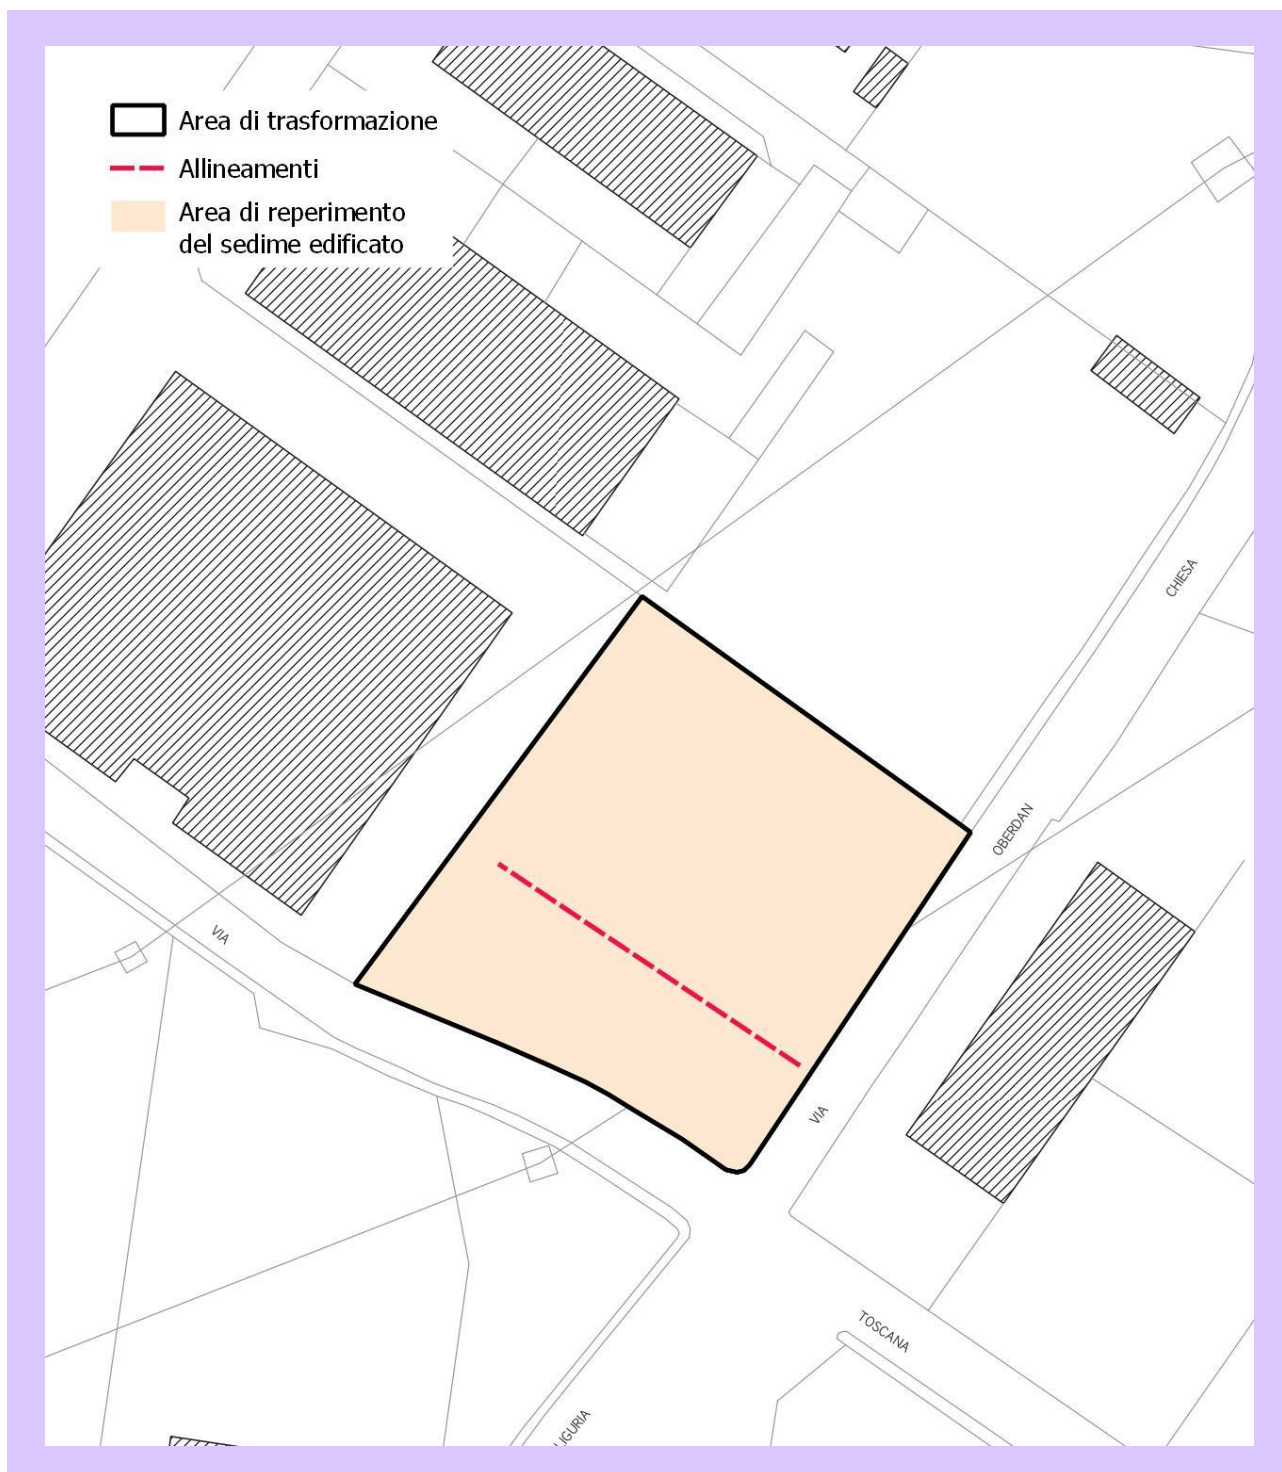 Area di trasformazione
Allineamenti
Area di reperimento
del sedime edificato
CHIESA
OBERDAN
VIA
VIA
TOSCANA
LIGURIA